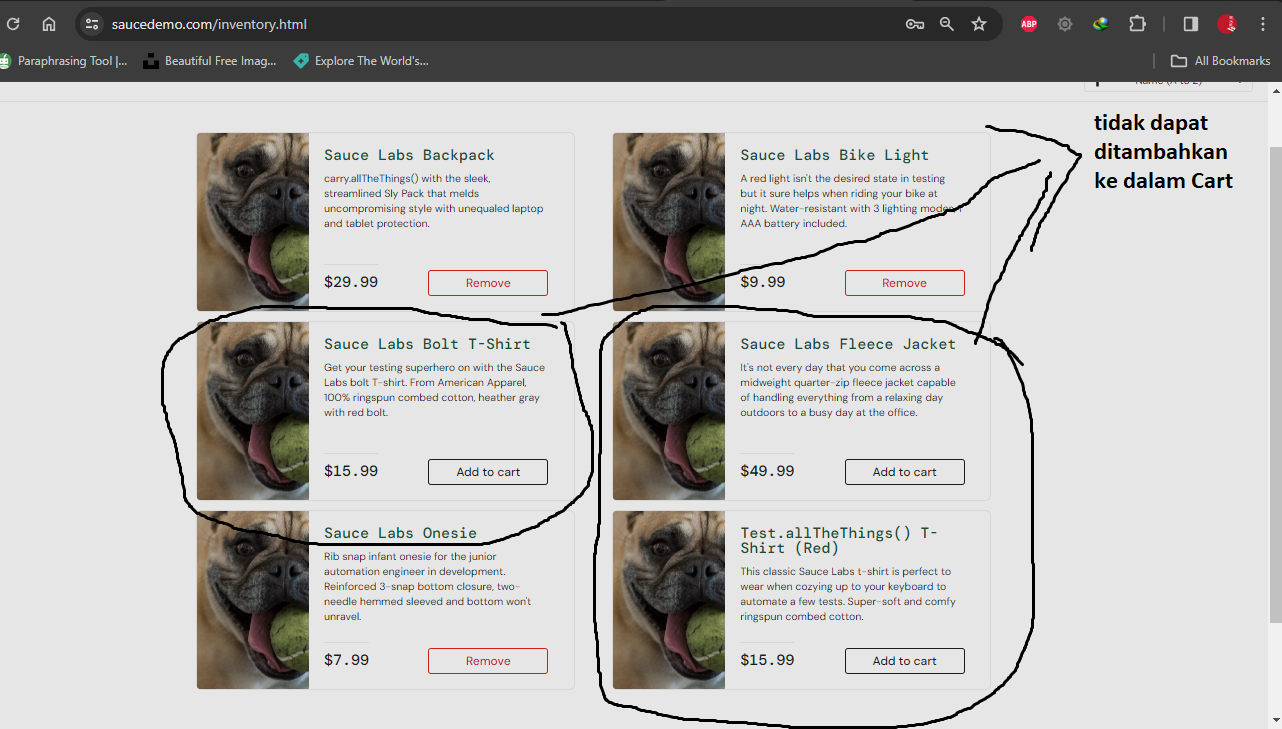 saucedemo.com/inventory.html
ABP
Paraphrasing Tool |...
Beautiful Free Imag...
Explore The World's...
All Bookmarks
Name (A to Z)
tidak dapat
ditambahkan
ke dalam Cart
Sauce Labs Backpack
carry.allTheThings() with the sleek,
streamlined Sly Pack that melds
uncompromising style with unequaled laptop
and tablet protection.
$29.99
Remove
Sauce Labs Bike Light
A red light isn't the desired state in testing
but it sure helps when riding your bike at
night. Water-resistant with 3 lighting modes, 1
AAA battery included.
$9.99
Remove
Sauce Labs Bolt T-Shirt
Get your testing superhero on with the Sauce
Labs bolt T-shirt. From American Apparel,
100% ringspun combed cotton, heather gray
with red bolt.
$15.99
Add to cart
Sauce Labs Fleece Jacket
It's not every day that you come across a
midweight quarter-zip fleece jacket capable
of handling everything from a relaxing day
outdoors to a busy day at the office.
$49.99
Add to cart
Sauce Labs Onesie
Rib snap infant onesie for the junior
automation engineer in development.
Reinforced 3-snap bottom closure, two-
needle hemmed sleeved and bottom won't
unravel.
$7.99
Remove
Test.allTheThings() T-
Shirt (Red)
This classic Sauce Labs t-shirt is perfect to
wear when cozying up to your keyboard to
automate a few tests. Super-soft and comfy
ringspun combed cotton.
$15.99
Add to cart